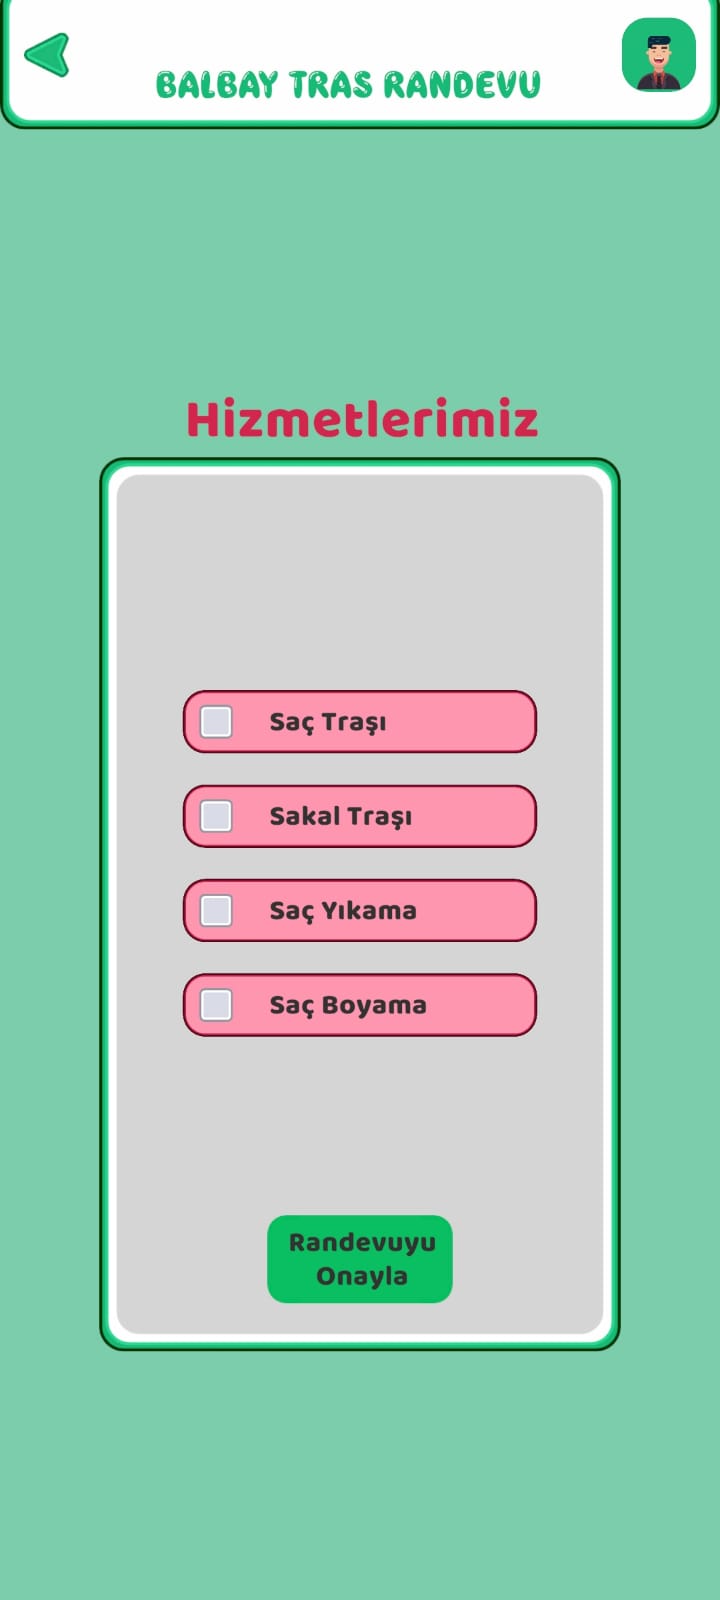 BALBAY TRAS RANDEVU
Hizmetlerimiz
Saç Traşı
Sakal Traşı
Saç Yıkama
Saç Boyama
Randevuyu
Onayla